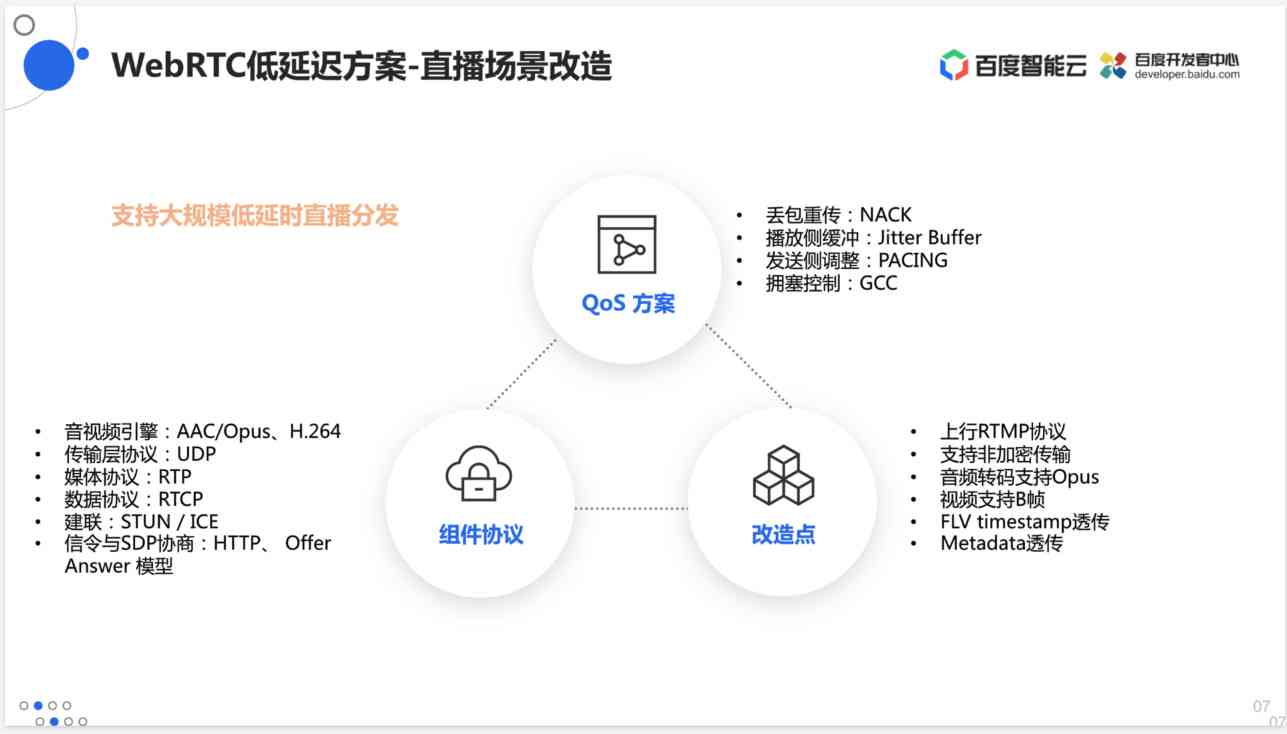 WebRTC低延迟方案-直播场景改造
百度智能云
百度开发者中心
developer.baidu.com
支持大规模低延时直播分发
QoS 方案
• 丢包重传：NACK
• 播放侧缓冲：Jitter Buffer
• 发送侧调整：PACING
• 拥塞控制：GCC
• 音视频引擎：AAC/Opus、H.264
• 传输层协议：UDP
• 媒体协议：RTP
• 数据协议：RTCP
• 建联：STUN / ICE
• 信令与SDP协商：HTTP、 Offer
Answer 模型
组件协议
改造点
• 上行RTMP协议
• 支持非加密传输
• 音频转码支持Opus
• 视频支持B帧
• FLV timestamp透传
• Metadata透传
07
07